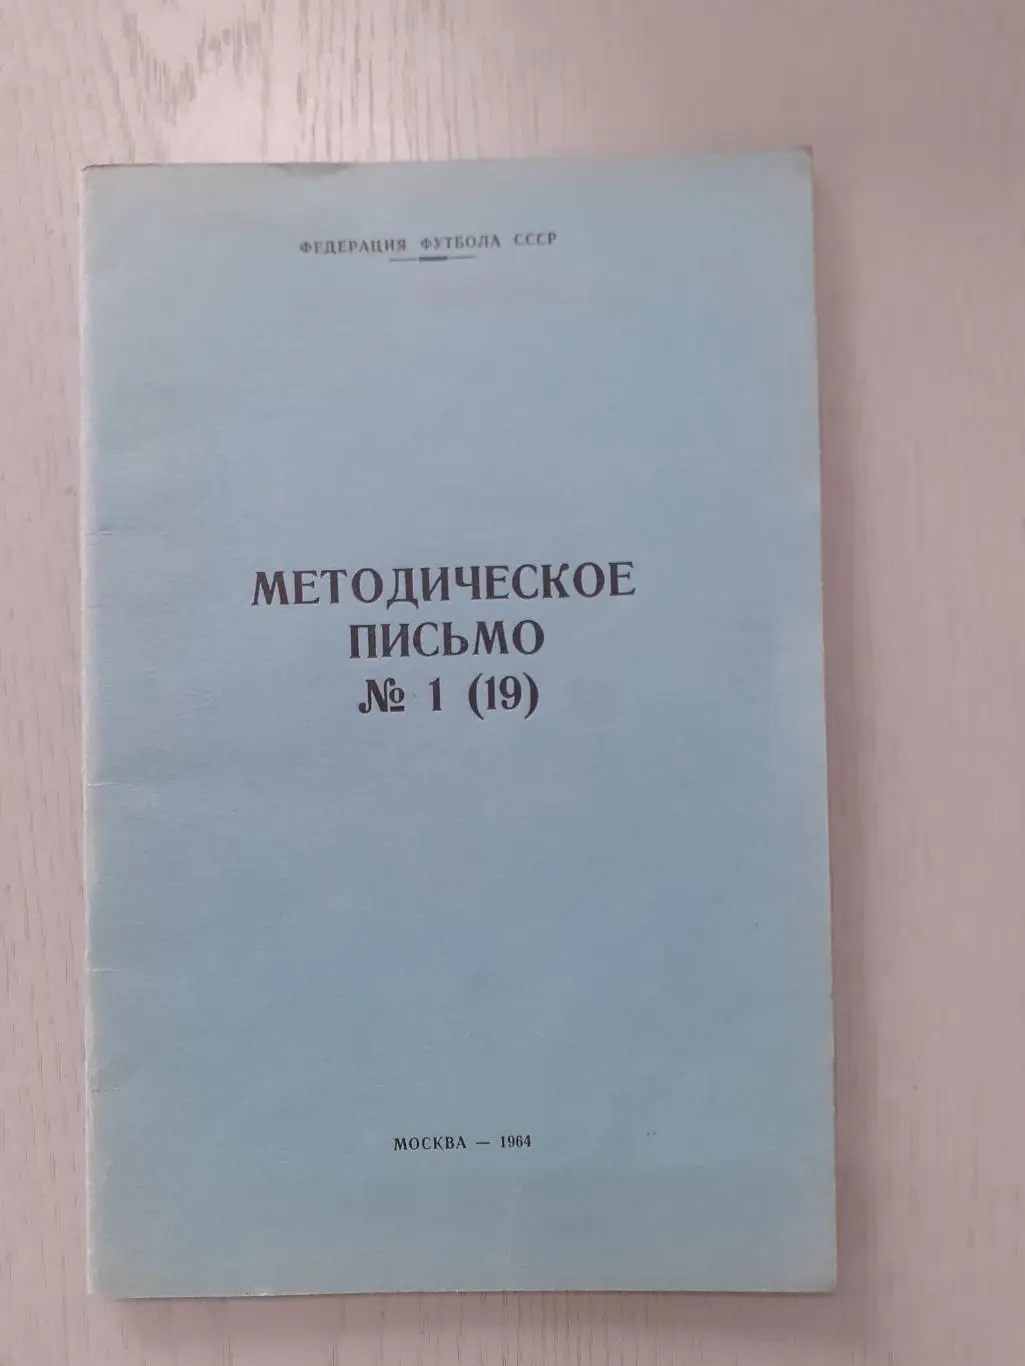 ФЕДЕРАЦИЯ ФУТБОЛА СССР
МЕТОДИЧЕСКОЕ
ПИСЬМО
№ 1 (19)
МОСКВА — 1964